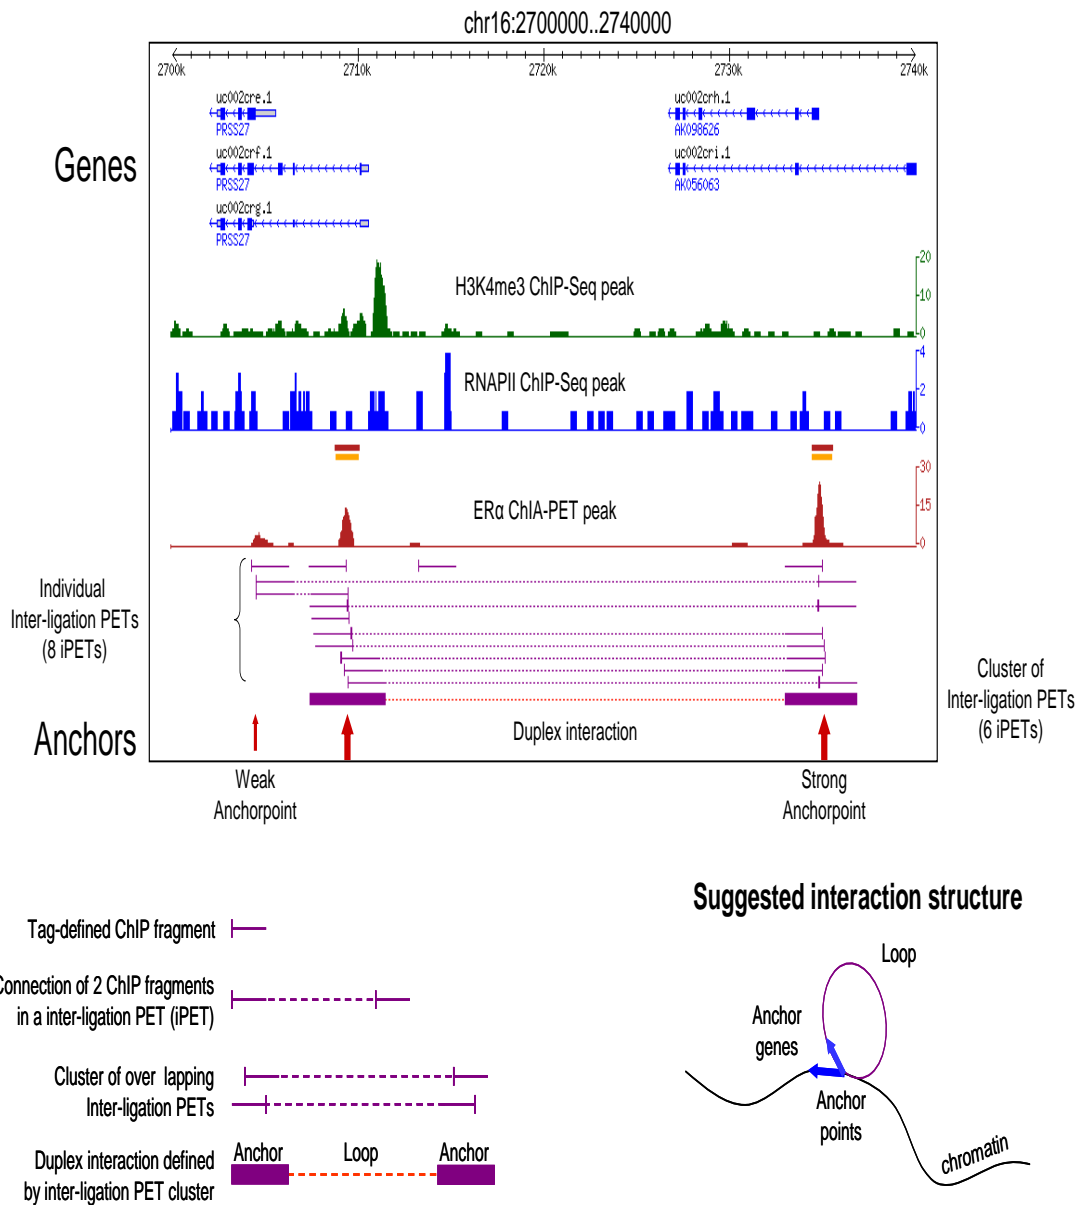 chr16:2700000..2740000
2700k 2710k 2720k 2730k 2740k
uc002cre.1
PRSS27
uc002crh.1
AK098626
Genes
uc002crf.1
PRSS27
uc002cri.1
AK056063
uc002crg.1
PRSS27
H3K4me3 ChIP-Seq peak
20
10
0
RNAPII ChIP-Seq peak
4
2
0
ERα ChIA-PET peak
30
15
0
Individual
Inter-ligation PETs
(8 iPETs)
Cluster of
Inter-ligation PETs
(6 iPETs)
Anchors
Duplex interaction
Weak
Anchorpoint
Strong
Anchorpoint
Suggested interaction structure
Tag-defined ChIP fragment
Connection of 2 ChIP fragments
in a inter-ligation PET (iPET)
Cluster of over lapping
Inter-ligation PETs
Duplex interaction defined
by inter-ligation PET cluster
Anchor Loop Anchor
Loop
Anchor
genes
Anchor
points
chromatin